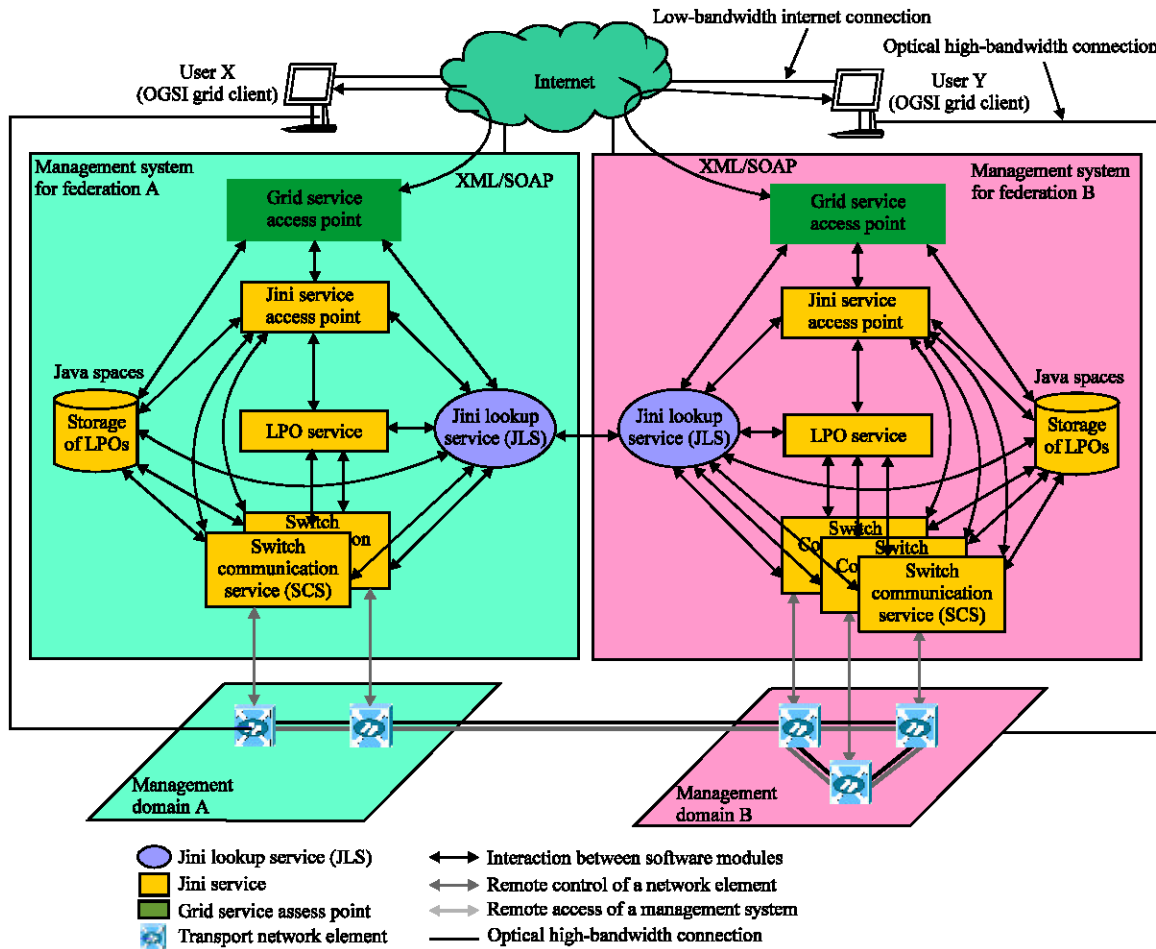 Low-bandwidth internet connection
Optical high-bandwidth connection
User X
(OGSI grid client)
Internet
User Y
(OGSI grid client)
Management system
for federation A
XML/SOAP
Grid service
access point
Jini service
access point
Java spaces
Storage
of LPOs
LPO service
Jini lookup
service (JLS)
Switch
on
Switch
communication
service (SCS)
XML/SOAP
Management system
for federation B
Grid service
access point
Jini service
access point
Java spaces
Jini lookup
service (JLS)
LPO service
Storage
of LPOs
Switch
Co
Switch
Co
Switch
communication
service (SCS)
Management
domain A
Management
domain B
Jini lookup service (JLS)
Jini service
Grid service assess point
Transport network element
Interaction between software modules
Remote control of a network element
Remote access of a management system
Optical high-bandwidth connection